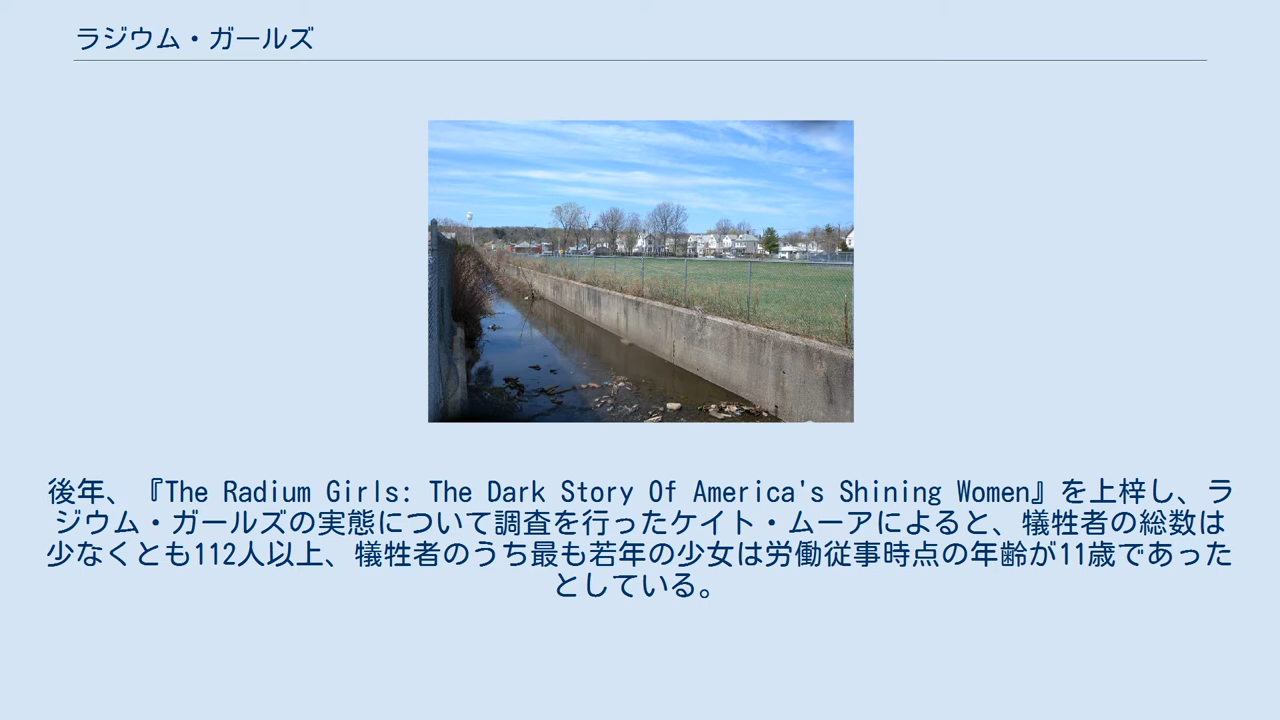 ラジウム・ガールズ
後年、『The Radium Girls: The Dark Story Of America's Shining Women』を上梓し、ラ
ジウム・ガールズの実態について調査を行ったケイト・ムーアによると、犠牲者の総数は
少なくとも112人以上、犠牲者のうち最も若年の少女は労働従事時点の年齢が11歳であった
としている。